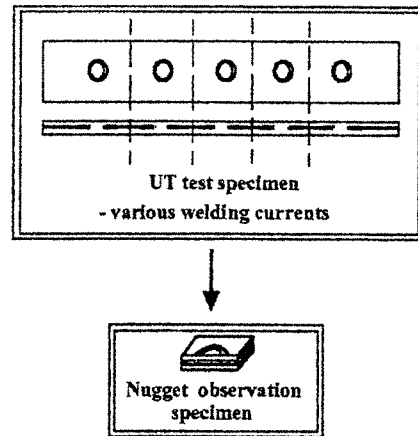 UT test specimen
- various welding currents
Nugget observation
specimen